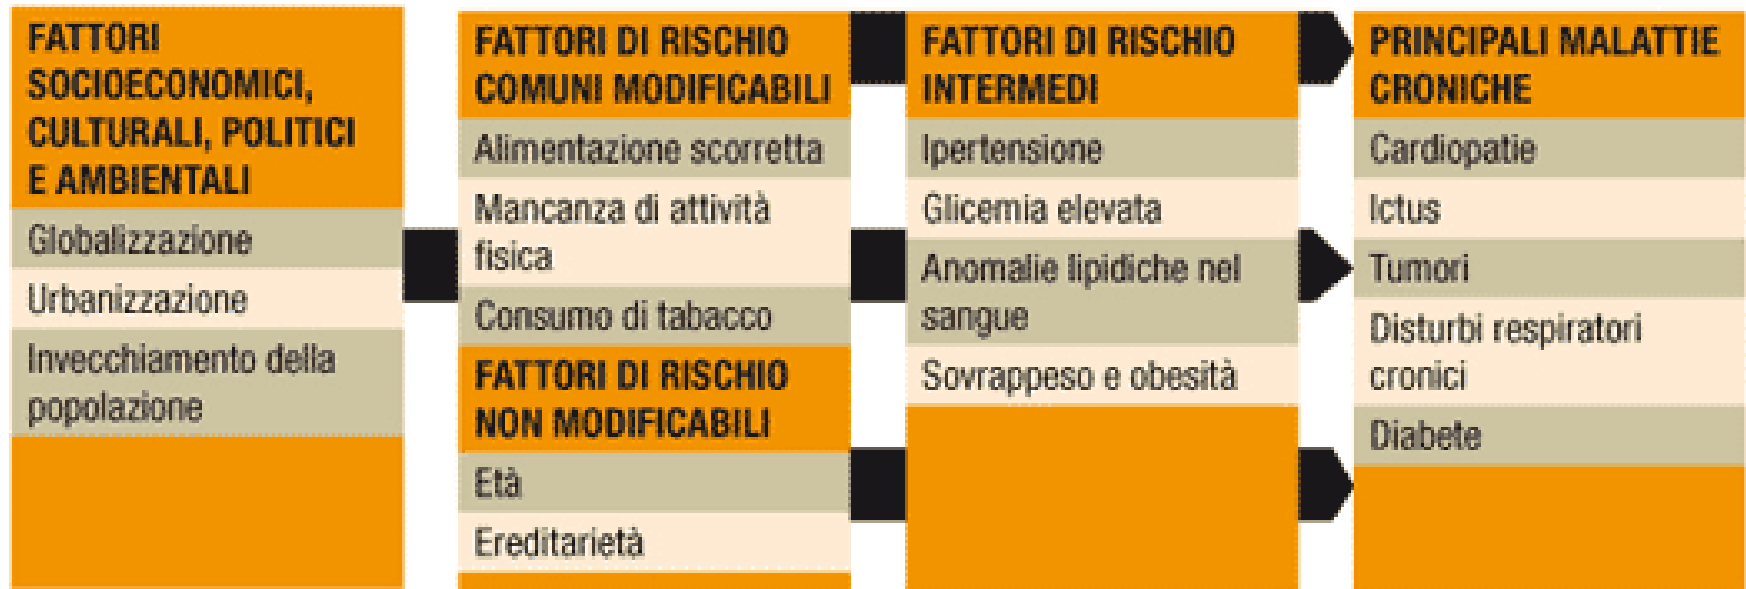 FATTORI
SOCIOECONOMICI,
CULTURALI, POLITICI
E AMBIENTALI
Globalizzazione
Urbanizzazione
Invecchiamento della
popolazione
FATTORI DI RISCHIO
COMUNI MODIFICABILI
Alimentazione scorretta
Mancanza di attività
fisica
Consumo di tabacco
FATTORI DI RISCHIO
NON MODIFICABILI
Età
Ereditarietà
FATTORI DI RISCHIO
INTERMEDI
Ipertensione
Glicemia elevata
Anomalie lipidiche nel
sangue
Sovrappeso e obesità
PRINCIPALI MALATTIE
CRONICHE
Cardiopatie
Ictus
Tumori
Disturbi respiratori
cronici
Diabete